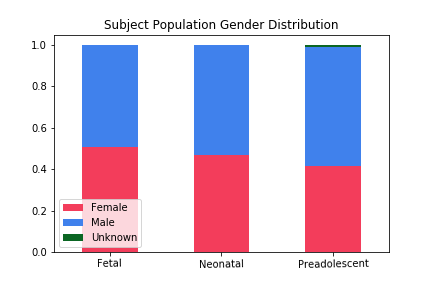 Subject Population Gender Distribution
1.0
0.8
0.6
0.4
0.2
0.0
Female
Male
Unknown
Fetal Neonatal Preadolescent